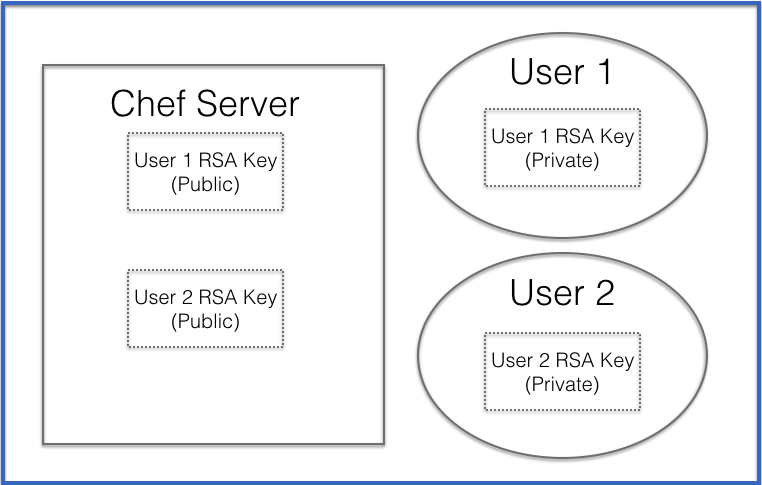 Chef Server
User 1 RSA Key
(Public)
User 2 RSA Key
(Public)
User 1
User 1 RSA Key
(Private)
User 2
User 2 RSA Key
(Private)